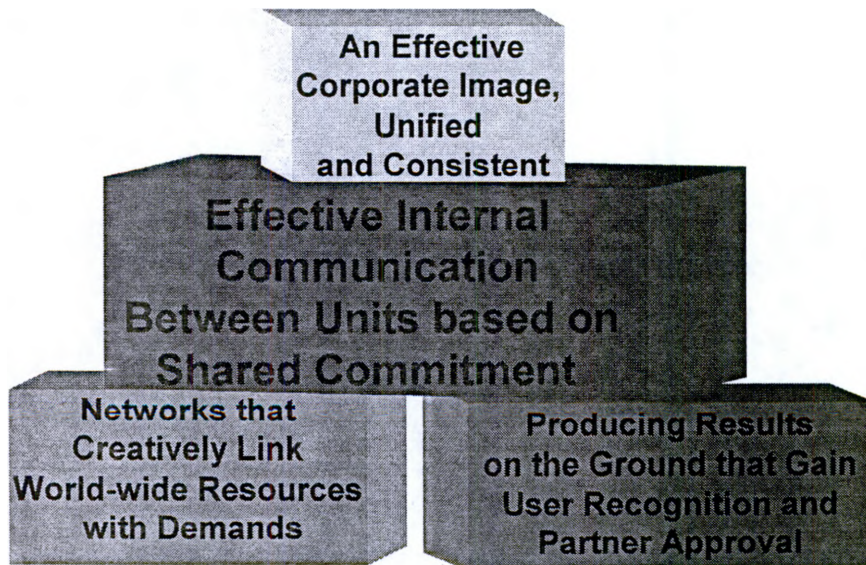 An Effective
Corporate Image,
Unified
and Consistent
Effective Internal
Communication
Between Units based on
Shared Commitment
Networks that
Creatively Link
World-wide Resources
with Demands
Producing Results
on the Ground that Gain
User Recognition and
Partner Approval